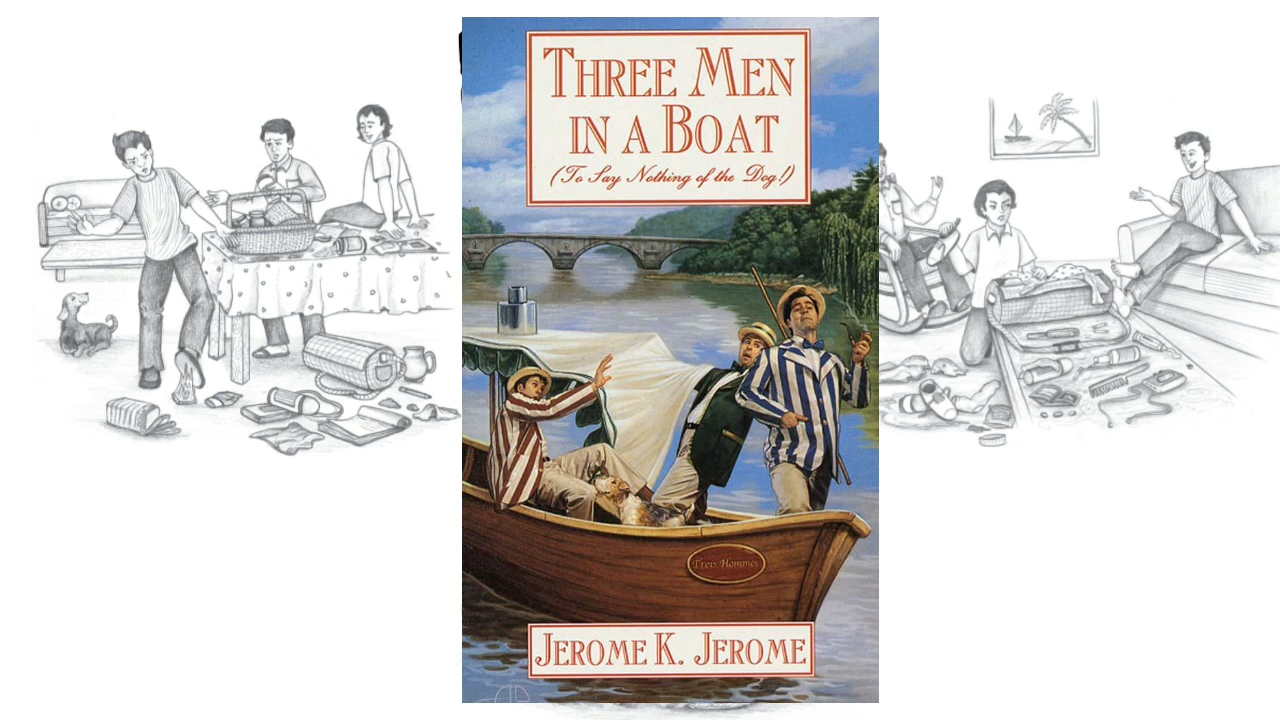 THREE MEN
IN A BOAT
(To Say Nothing of the Dog!)
Trois Hommes
JEROME K. JEROME